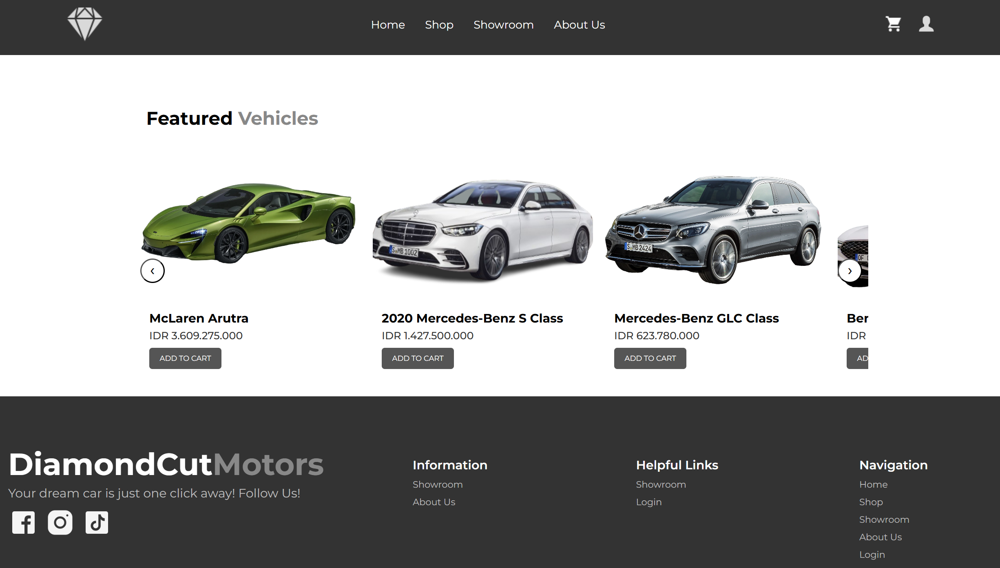 Home Shop Showroom About Us
Featured Vehicles
S MB 1002
S MB 2424
OF
‹
›
McLaren Arutra
IDR 3.609.275.000
ADD TO CART
2020 Mercedes-Benz S Class
IDR 1.427.500.000
ADD TO CART
Mercedes-Benz GLC Class
IDR 623.780.000
ADD TO CART
Ber
IDR
AD
DiamondCutMotors
Your dream car is just one click away! Follow Us!
Information
Showroom
About Us
Helpful Links
Showroom
Login
Navigation
Home
Shop
Showroom
About Us
Login